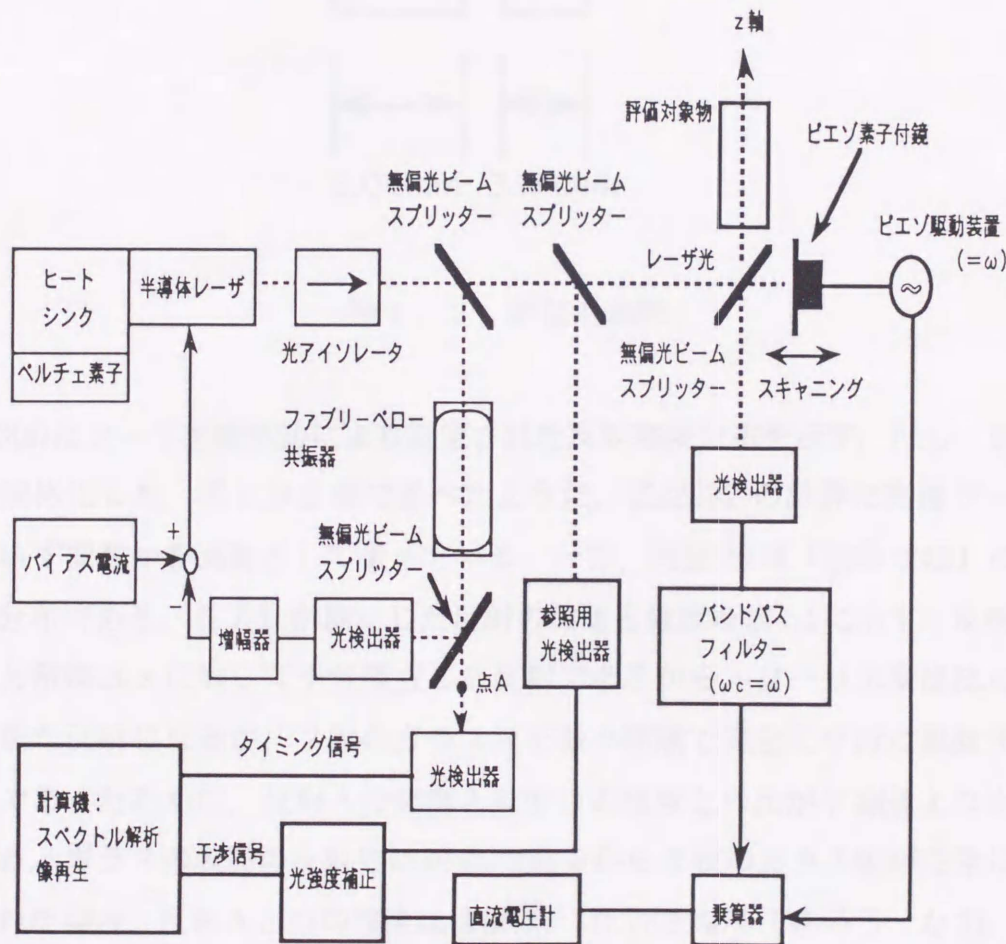 z 軸
評価対象物
ピエゾ素子付鏡
無偏光ビーム
スプリッター
無偏光ビーム
スプリッター
ピエゾ駆動装置
(=ω)
レーザ光
ヒート
シンク
半導体レーザ
光アイソレータ
無偏光ビーム
スプリッター
スキャニング
ペルチェ素子
ファブリーペロー
共振器
光検出器
無偏光ビーム
スプリッター
+
バイアス電流
増幅器
光検出器
参照用
光検出器
バンドパス
フィルター
(ωc=ω)
点A
タイミング信号
光検出器
計算機:
スペクトル解析
像再生
干渉信号
光強度補正
直流電圧計
乗算器